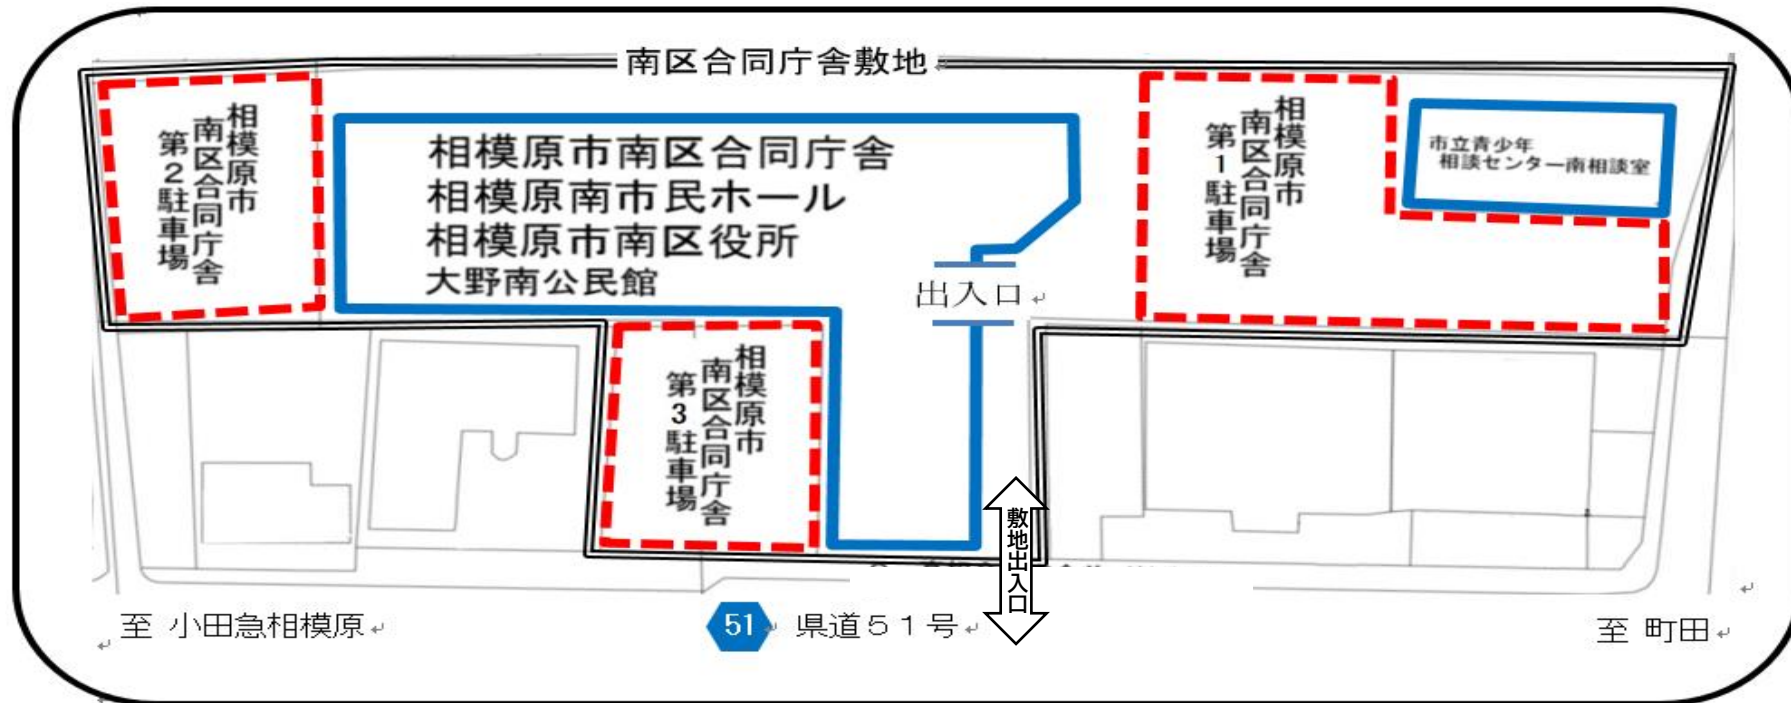 南区合同庁舎敷地
相模原市
南区合同庁舎
第2駐車場
相模原市南区合同庁舎
相模原南市民ホール
相模原市南区役所
大野南公民館
出入口
相模原市
南区合同庁舎
第1駐車場
市立青少年
相談センター南相談室
相模原市
南区合同庁舎
第3駐車場
敷地出入口
至 小田急相模原
51
県道51号
至 町田